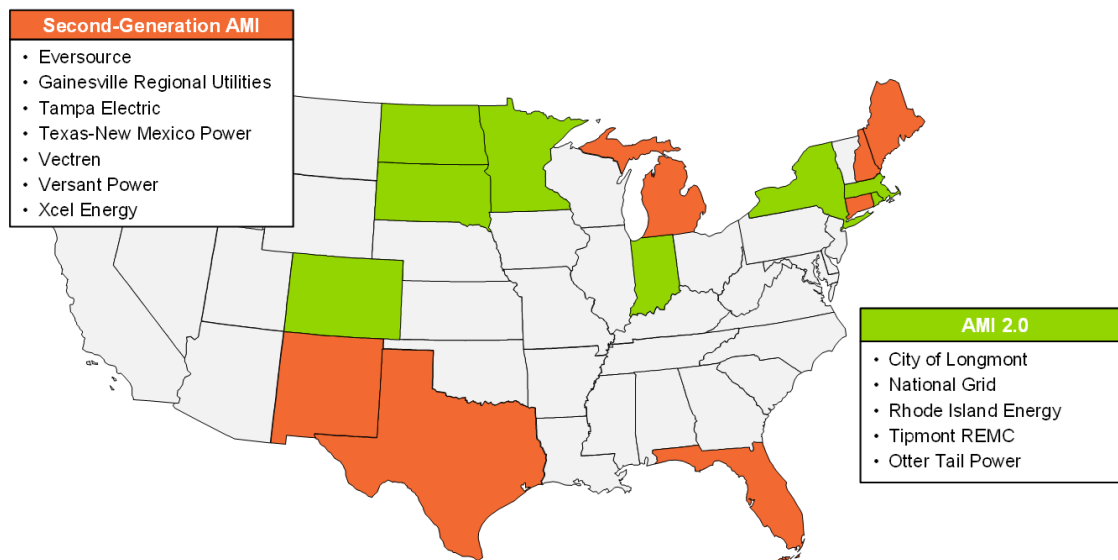 Second-Generation AMI
• Eversource
• Gainesville Regional Utilities
• Tampa Electric
• Texas-New Mexico Power
• Vectren
• Versant Power
• Xcel Energy
AMI 2.0
• City of Longmont
• National Grid
• Rhode Island Energy
• Tipmont REMC
• Otter Tail Power